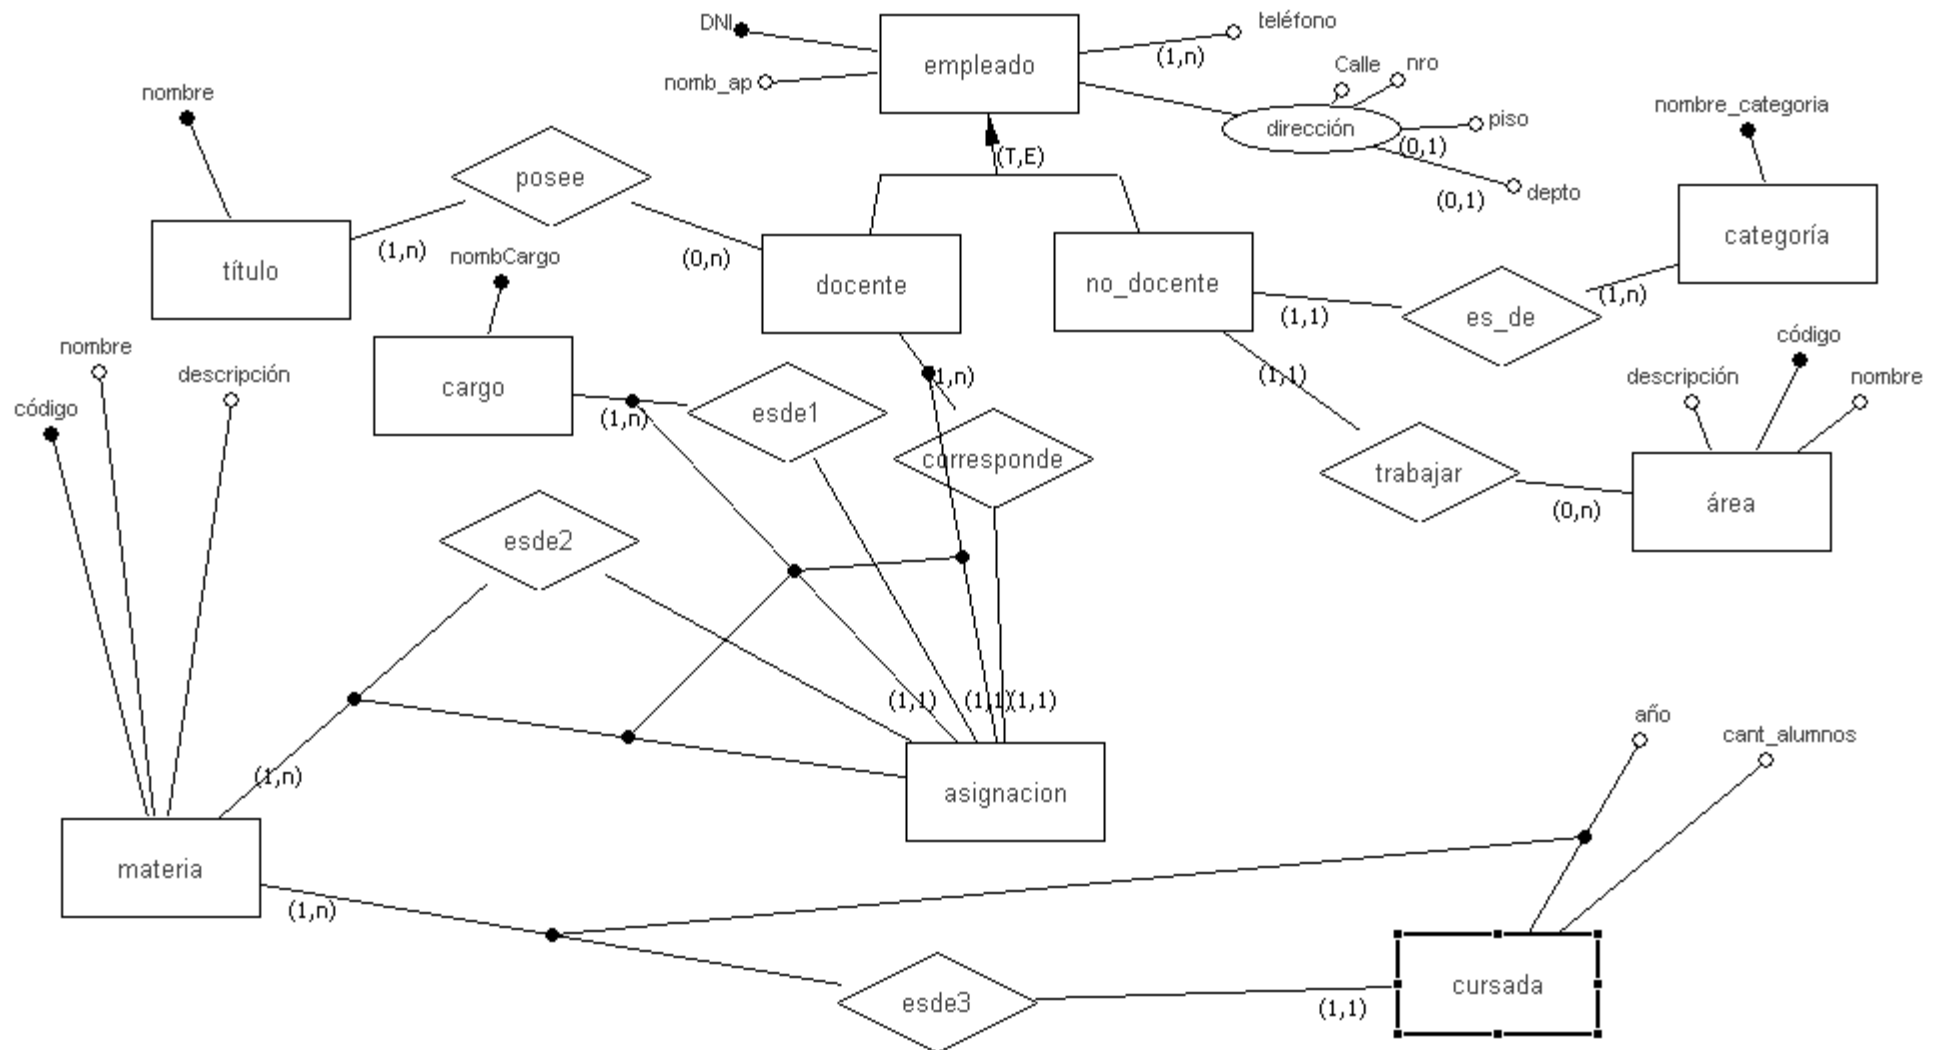 DNI
teléfono
empleado
(1,n)
nomb_ap
Calle
nro
nombre
nombre_categoria
dirección
piso
(0,1)
(T,E)
posee
depto
(0,1)
título
(1,n)
(0,n)
nombCargo
docente
no_docente
categoría
(1,1)
es_de
(1,n)
nombre
descripción
código
cargo
(1,n)
esde1
(1,n)
corresponde
(1,1)
código
descripción
nombre
trabajar
(0,n)
área
esde2
(1,1)
(1,1)
(1,1)
año
cant_alumnos
(1,n)
asignacion
materia
(1,n)
esde3
(1,1)
cursada